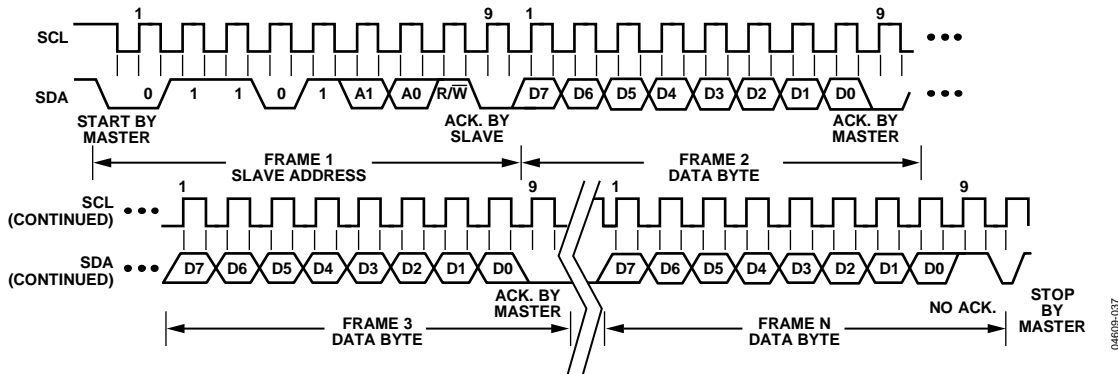 1 9 1 9
SCL
SDA 0 1 1 0 1 A1 A0 R/W̅ D7 D6 D5 D4 D3 D2 D1 D0
START BY MASTER
ACK. BY SLAVE
ACK. BY MASTER
FRAME 1
SLAVE ADDRESS
FRAME 2
DATA BYTE
1 9 1 9
SCL
(CONTINUED)
SDA
(CONTINUED)
D7 D6 D5 D4 D3 D2 D1 D0 D7 D6 D5 D4 D3 D2 D1 D0
ACK. BY
MASTER
NO ACK.
STOP
BY
MASTER
FRAME 3
DATA BYTE
FRAME N
DATA BYTE
04609-037